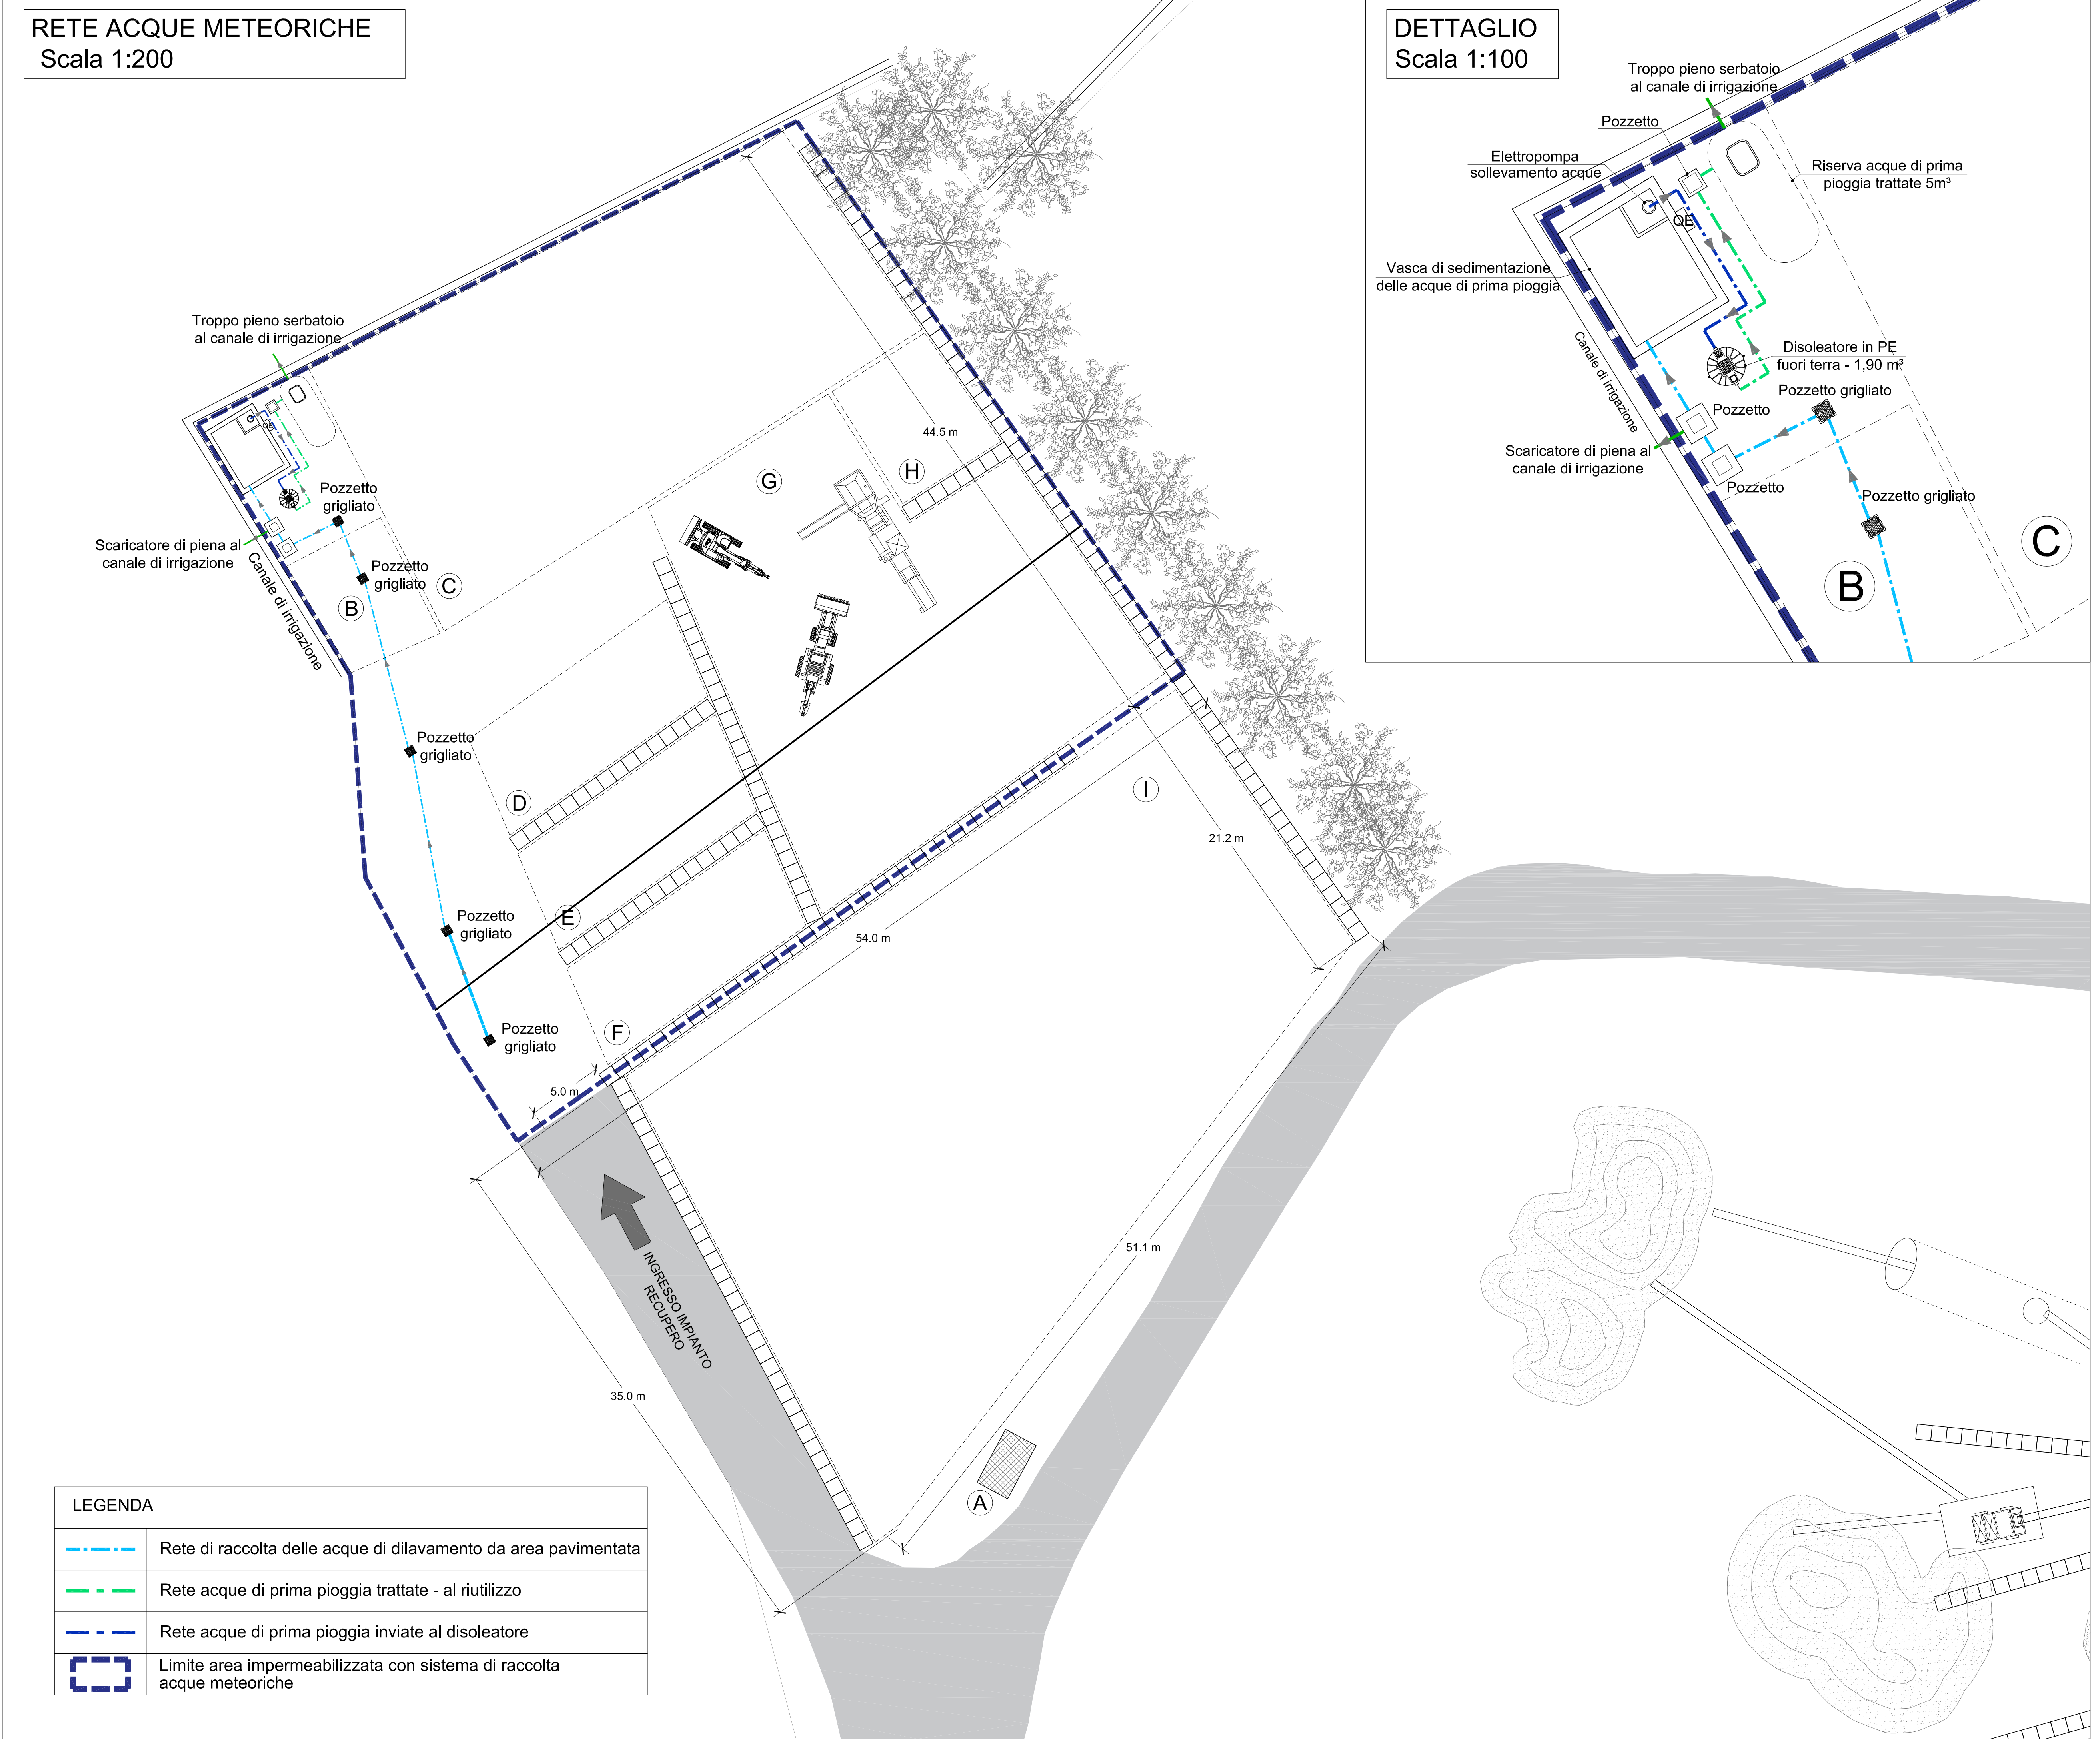 RETE ACQUE METEORICHE
Scala 1:200
DETTAGLIO
Scala 1:100
Troppo pieno serbatoio
al canale di irrigazione
Pozzetto
Elettropompa
sollevamento acque
Riserva acque di prima
pioggia trattate 5m³
QE
Vasca di sedimentazione
delle acque di prima pioggia
Canale di irrigazione
Disoleatore in PE
fuori terra - 1,90 m³
Pozzetto grigliato
Pozzetto
Scaricatore di piena al
canale di irrigazione
Pozzetto
Pozzetto grigliato
C
B
Troppo pieno serbatoio
al canale di irrigazione
QE
44.5 m
H
G
Pozzetto
grigliato
Scaricatore di piena al
canale di irrigazione
Canale di irrigazione
Pozzetto
grigliato
C
B
Pozzetto
grigliato
D
I
21.2 m
E
Pozzetto
grigliato
54.0 m
F
Pozzetto
grigliato
5.0 m
INGRESSO IMPIANTO
RECUPERO
51.1 m
35.0 m
A
LEGENDA
Rete di raccolta delle acque di dilavamento da area pavimentata
Rete acque di prima pioggia trattate - al riutilizzo
Rete acque di prima pioggia inviate al disoleatore
Limite area impermeabilizzata con sistema di raccolta
acque meteoriche